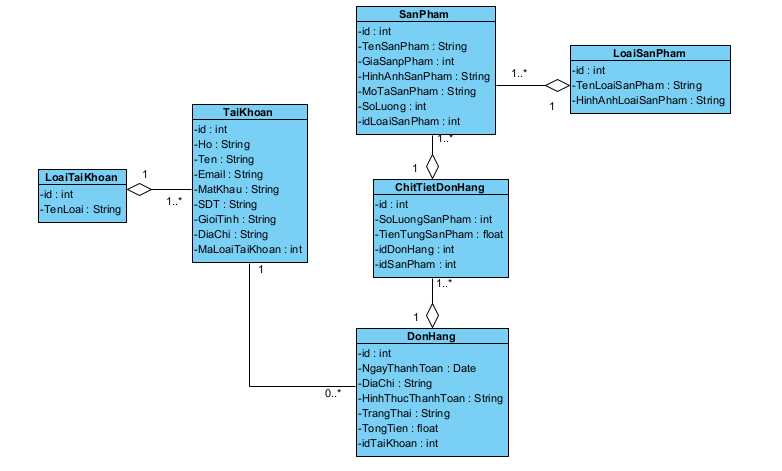 SanPham
-id : int
-TenSanPham : String
-GiaSanpPham : int
-HinhAnhSanPham : String
-MoTaSanPham : String
-SoLuong : int
-idLoaiSanPham : int
1..*
1
LoaiSanPham
-id : int
-TenLoaiSanPham : String
-HinhAnhLoaiSanPham : String
TaiKhoan
-id : int
-Ho : String
-Ten : String
-Email : String
-MatKhau : String
-SDT : String
-GioiTinh : String
-DiaChi : String
-MaLoaiTaiKhoan : int
LoaiTaiKhoan
-id : int
-TenLoai : String
1
1..*
1..*
1
ChitTietDonHang
-id : int
-SoLuongSanPham : int
-TienTungSanPham : float
-idDonHang : int
-idSanPham : int
1..*
1
1
0..*
DonHang
-id : int
-NgayThanhToan : Date
-DiaChi : String
-HinhThucThanhToan : String
-TrangThai : String
-TongTien : float
-idTaiKhoan : int